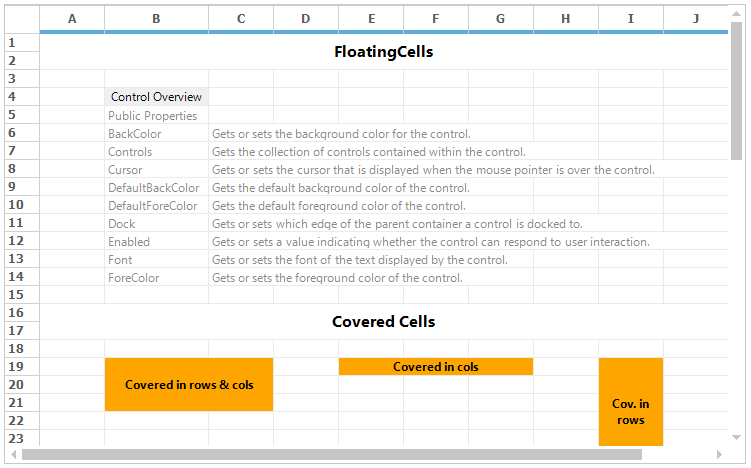 A B C D E F G H I J
1
FloatingCells
2
3
4 Control Overview
5 Public Properties
6 BackColor Gets or sets the background color for the control.
7 Controls Gets the collection of controls contained within the control.
8 Cursor Gets or sets the cursor that is displayed when the mouse pointer is over the control.
9 DefaultBackColor Gets the default background color of the control.
10 DefaultForeColor Gets the default foreground color of the control.
11 Dock Gets or sets which edge of the parent container a control is docked to.
12 Enabled Gets or sets a value indicating whether the control can respond to user interaction.
13 Font Gets or sets the font of the text displayed by the control.
14 ForeColor Gets or sets the foreground color of the control.
15
16
Covered Cells
17
18
19 Covered in cols
20 Covered in rows & cols
21 Cov. in
22 rows
23